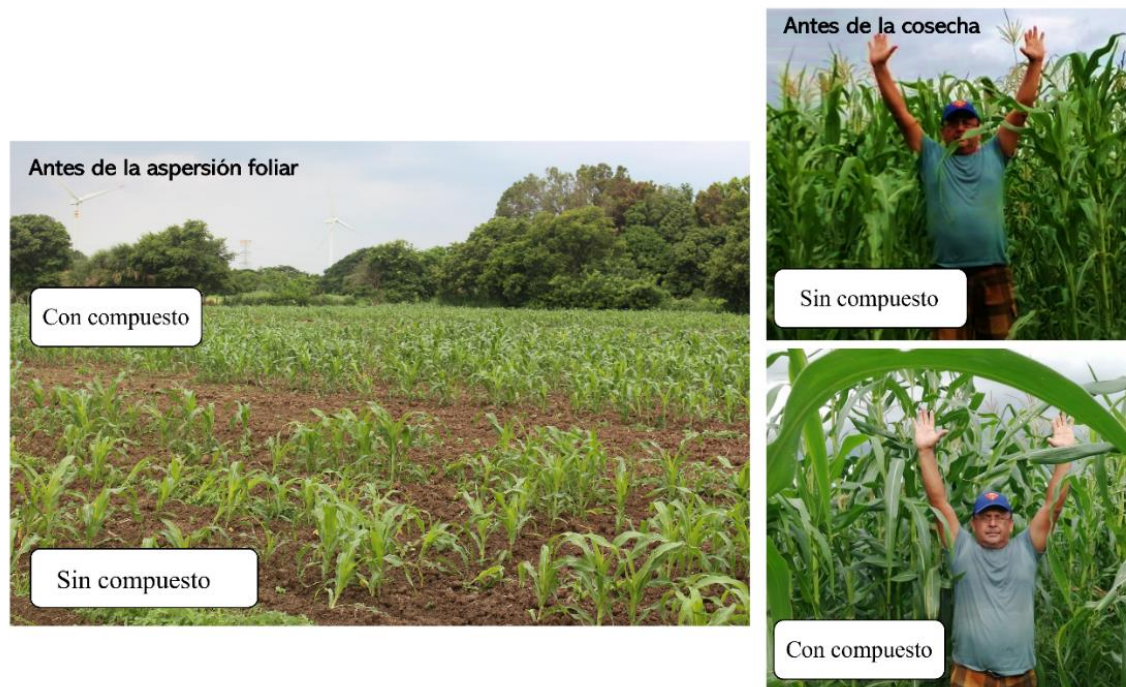 Antes de la aspersión foliar
Con compuesto
Sin compuesto
Antes de la cosecha
Sin compuesto
Con compuesto